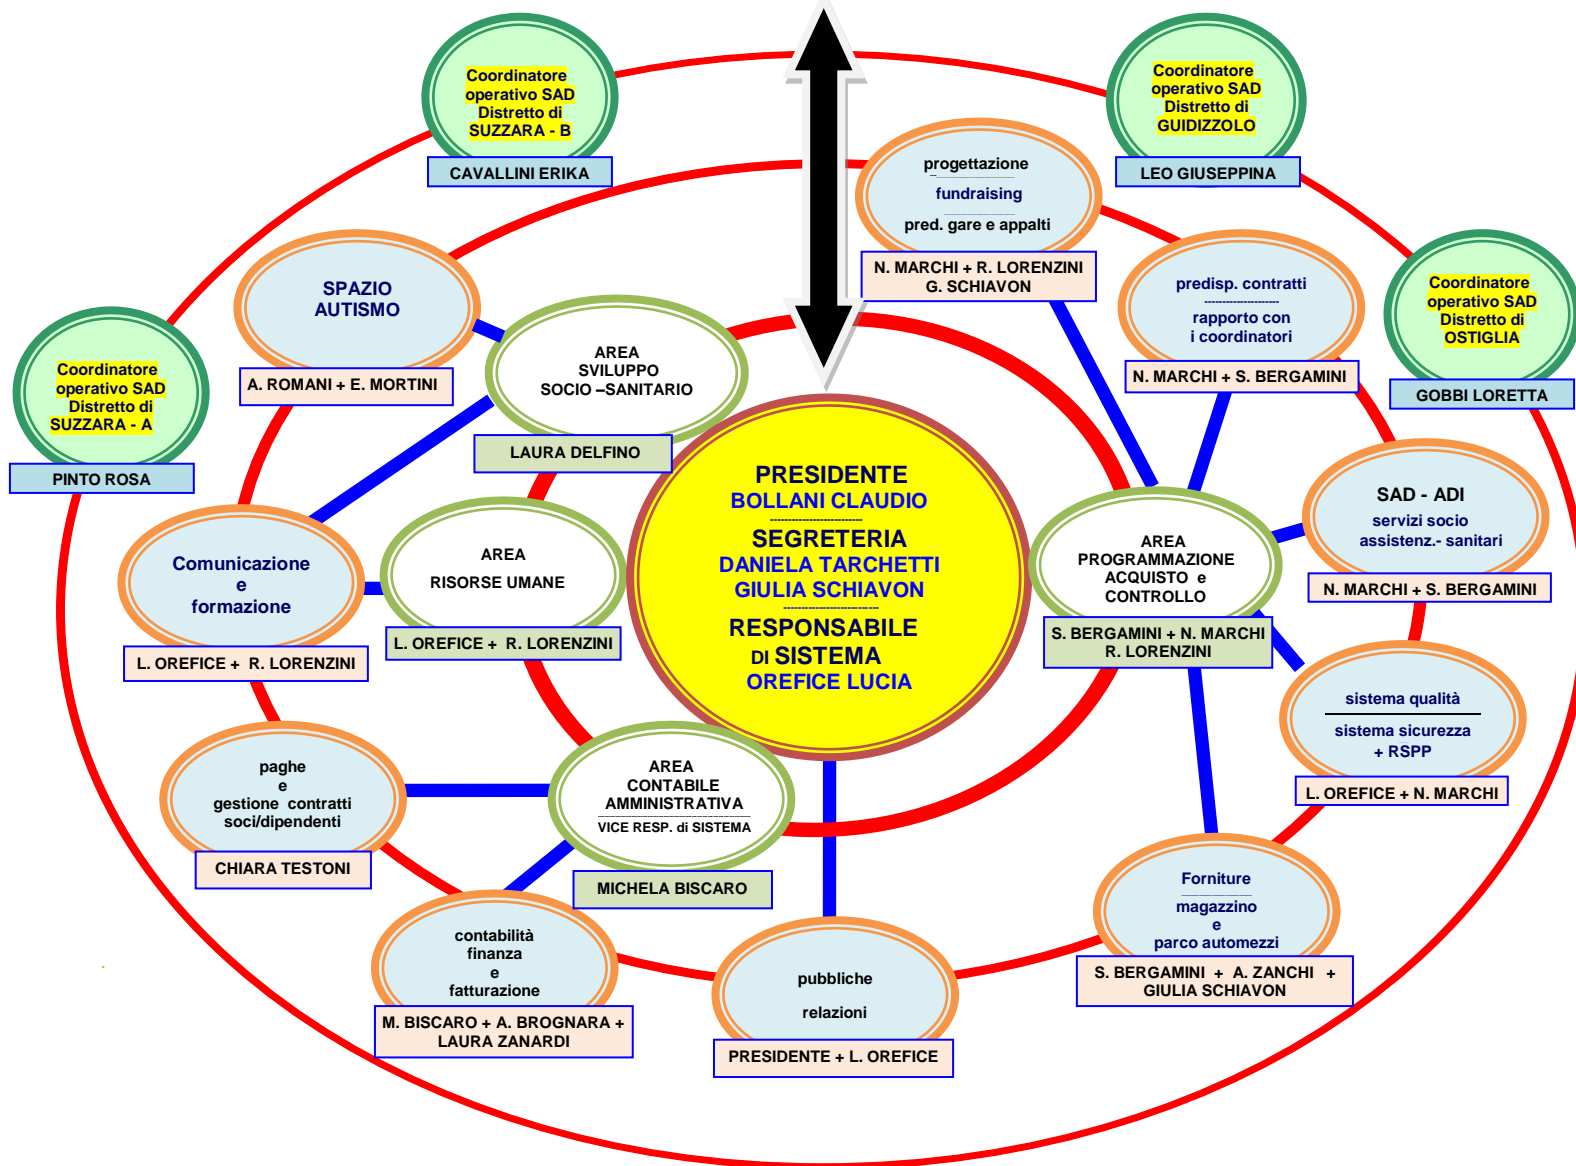 Coordinatore
operativo SAD
Distretto di
SUZZARA - B
CAVALLINI ERIKA
Coordinatore
operativo SAD
Distretto di
GUIDIZZOLO
LEO GIUSEPPINA
progettazione
fundraising
pred. gare e appalti
N. MARCHI + R. LORENZINI
G. SCHIAVON
SPAZIO
AUTISMO
A. ROMANI + E. MORTINI
predisp. contratti
rapporto con
i coordinatori
N. MARCHI + S. BERGAMINI
Coordinatore
operativo SAD
Distretto di
OSTIGLIA
GOBBI LORETTA
Coordinatore
operativo SAD
Distretto di
SUZZARA - A
PINTO ROSA
AREA
SVILUPPO
SOCIO –SANITARIO
LAURA DELFINO
PRESIDENTE
BOLLANI CLAUDIO
SEGRETERIA
DANIELA TARCHETTI
GIULIA SCHIAVON
RESPONSABILE
DI SISTEMA
OREFICE LUCIA
SAD - ADI
servizi socio
assistenz.- sanitari
N. MARCHI + S. BERGAMINI
Comunicazione
e
formazione
L. OREFICE + R. LORENZINI
AREA
RISORSE UMANE
L. OREFICE + R. LORENZINI
AREA
PROGRAMMAZIONE
ACQUISTO e
CONTROLLO
S. BERGAMINI + N. MARCHI
R. LORENZINI
sistema qualità
sistema sicurezza
+ RSPP
L. OREFICE + N. MARCHI
paghe
e
gestione contratti
soci/dipendenti
CHIARA TESTONI
AREA
CONTABILE
AMMINISTRATIVA
VICE RESP. di SISTEMA
MICHELA BISCARO
Forniture
magazzino
e
parco automezzi
S. BERGAMINI + A. ZANCHI +
GIULIA SCHIAVON
contabilità
finanza
e
fatturazione
M. BISCARO + A. BROGNARA +
LAURA ZANARDI
pubbliche
relazioni
PRESIDENTE + L. OREFICE